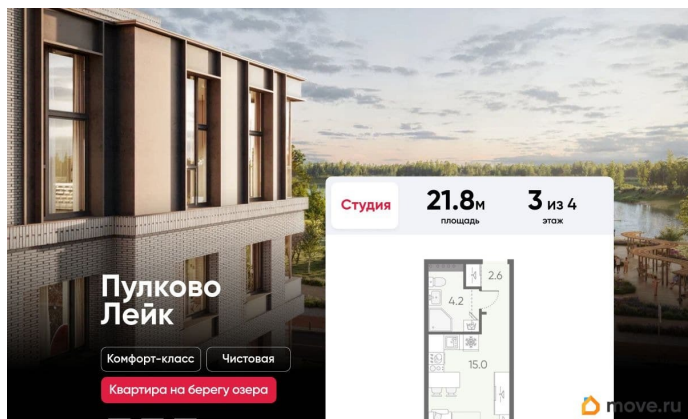 Студия
21.8м
площадь
3 из 4
этаж
2.6
4.2
15.0
Пулково
Лейк
Комфорт-класс
Чистовая
Квартира на берегу озера
move.ru